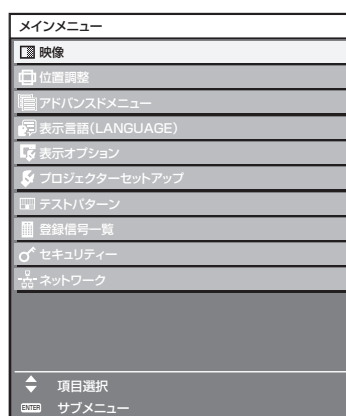 メインメニュー
映像
位置調整
アドバンスドメニュー
表示言語(LANGUAGE)
表示オプション
プロジェクターセットアップ
テストパターン
登録信号一覧
セキュリティー
ネットワーク
項目選択
ENTER サブメニュー